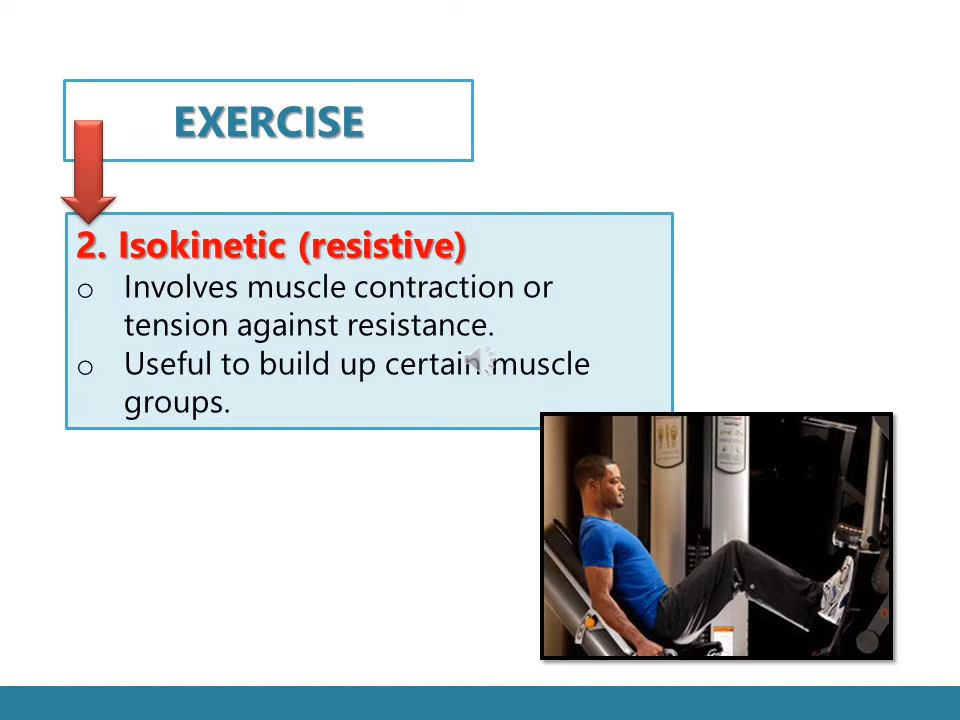 EXERCISE
2. Isokinetic (resistive)
o Involves muscle contraction or
tension against resistance.
o Useful to build up certain muscle
groups.